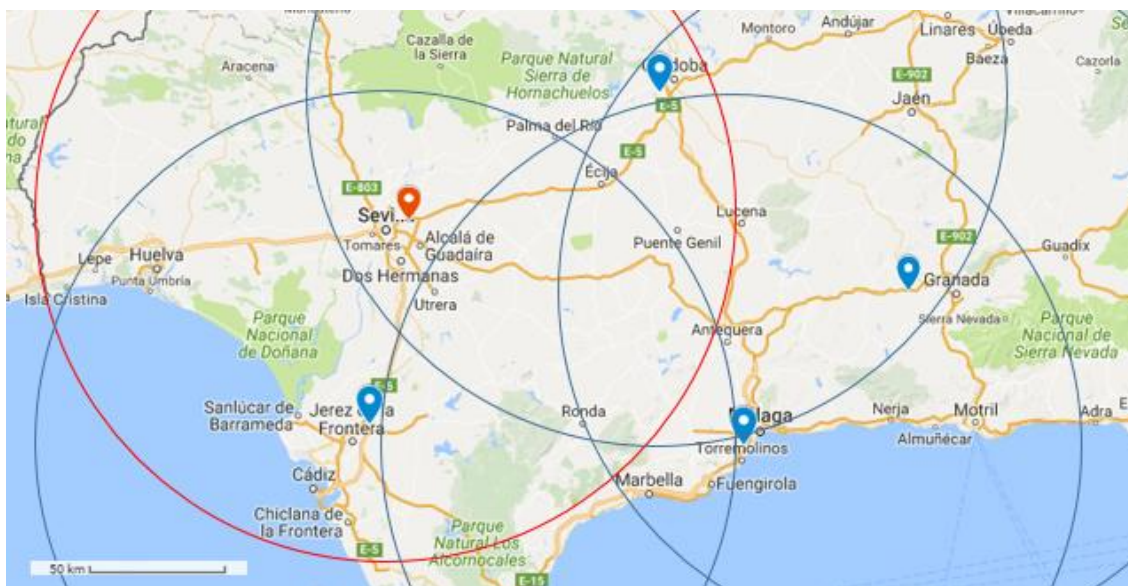 Cazalla de
la Sierra
Aracena
Parque Natural
Sierra de
Hornachuelos
Montoro
Andújar
Linares
Úbeda
Baeza
Cazorla
E-902
Jaén
E-5
Palma del Río
E-5
Écija
E-803
Tomares
Alcalá de
Guadaíra
Dos Hermanas
Utrera
Lucena
Puente Genil
E-902
Guadix
Granada
Sierra Nevada
Parque
Nacional de
Sierra Nevada
Lepe
Huelva
Punta Umbría
Isla Cristina
Parque
Nacional
de Doñana
Antequera
E-5
Sanlúcar de
Barrameda
Frontera
Ronda
Torremolinos
Nerja
Motril
Adra
Almuñécar
Marbella
Fuengirola
Cádiz
Chiclana de
la Frontera
Parque
Natural Los
Alcornocales
E-5
E-15
50 km